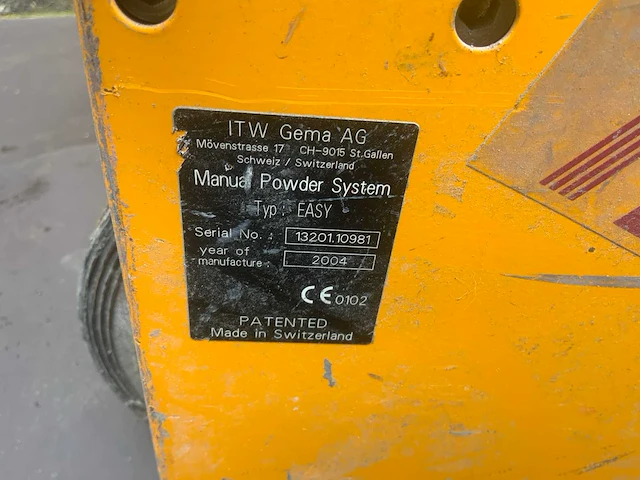 ITW Gema AG
Mövenstrasse 17 CH-9015 St.Gallen
Schweiz / Switzerland
Manual Powder System
Typ: EASY
Serial No. : 13201.10981
year of
manufacture : 2004
CE 0102
PATENTED
Made in Switzerland